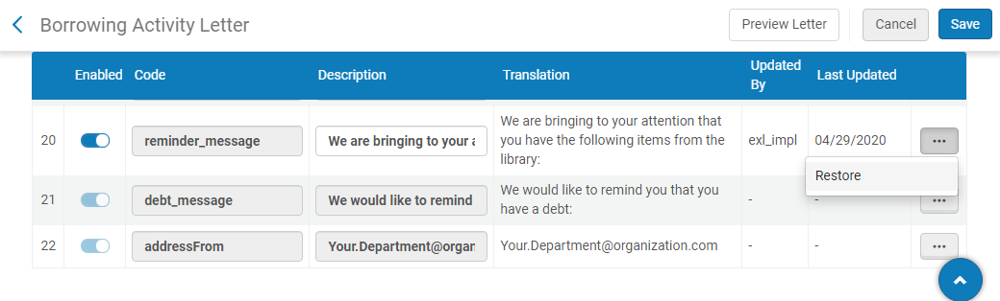 Borrowing Activity Letter
Preview Letter
Cancel
Save
Enabled Code Description Translation Updated By Last Updated
20 reminder_message We are bringing to your a
We are bringing to your attention that
you have the following items from the
library:
exl_impl 04/29/2020
Restore
21 debt_message We would like to remind
We would like to remind you that you
have a debt:
- -
22 addressFrom Your.Department@organ Your.Department@organization.com - -